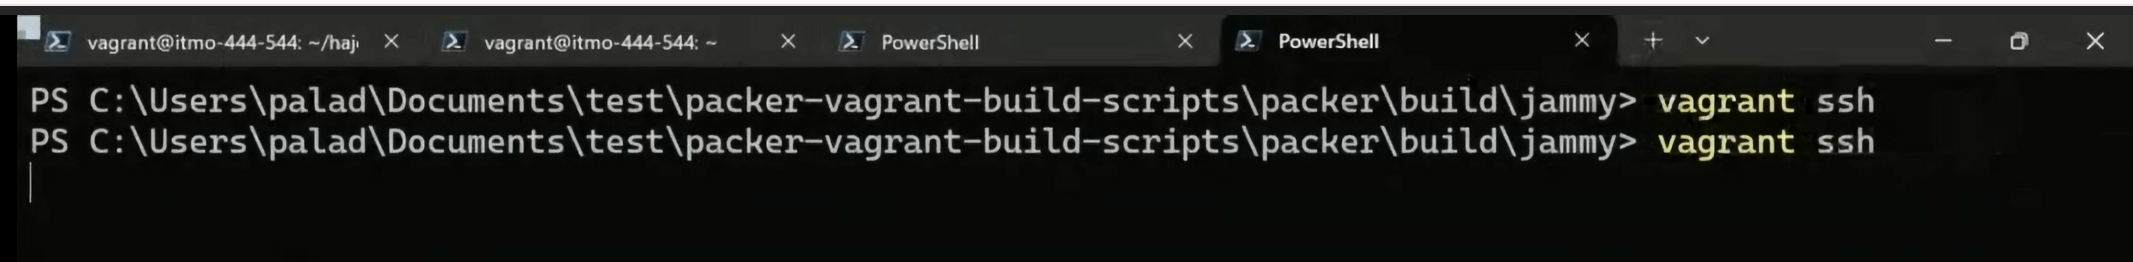 vagrant@itmo-444-544: ~/haj
vagrant@itmo-444-544: ~
PowerShell
PowerShell
PS C:\Users\palad\Documents\test\packer-vagrant-build-scripts\packer\build\jammy> vagrant ssh
PS C:\Users\palad\Documents\test\packer-vagrant-build-scripts\packer\build\jammy> vagrant ssh